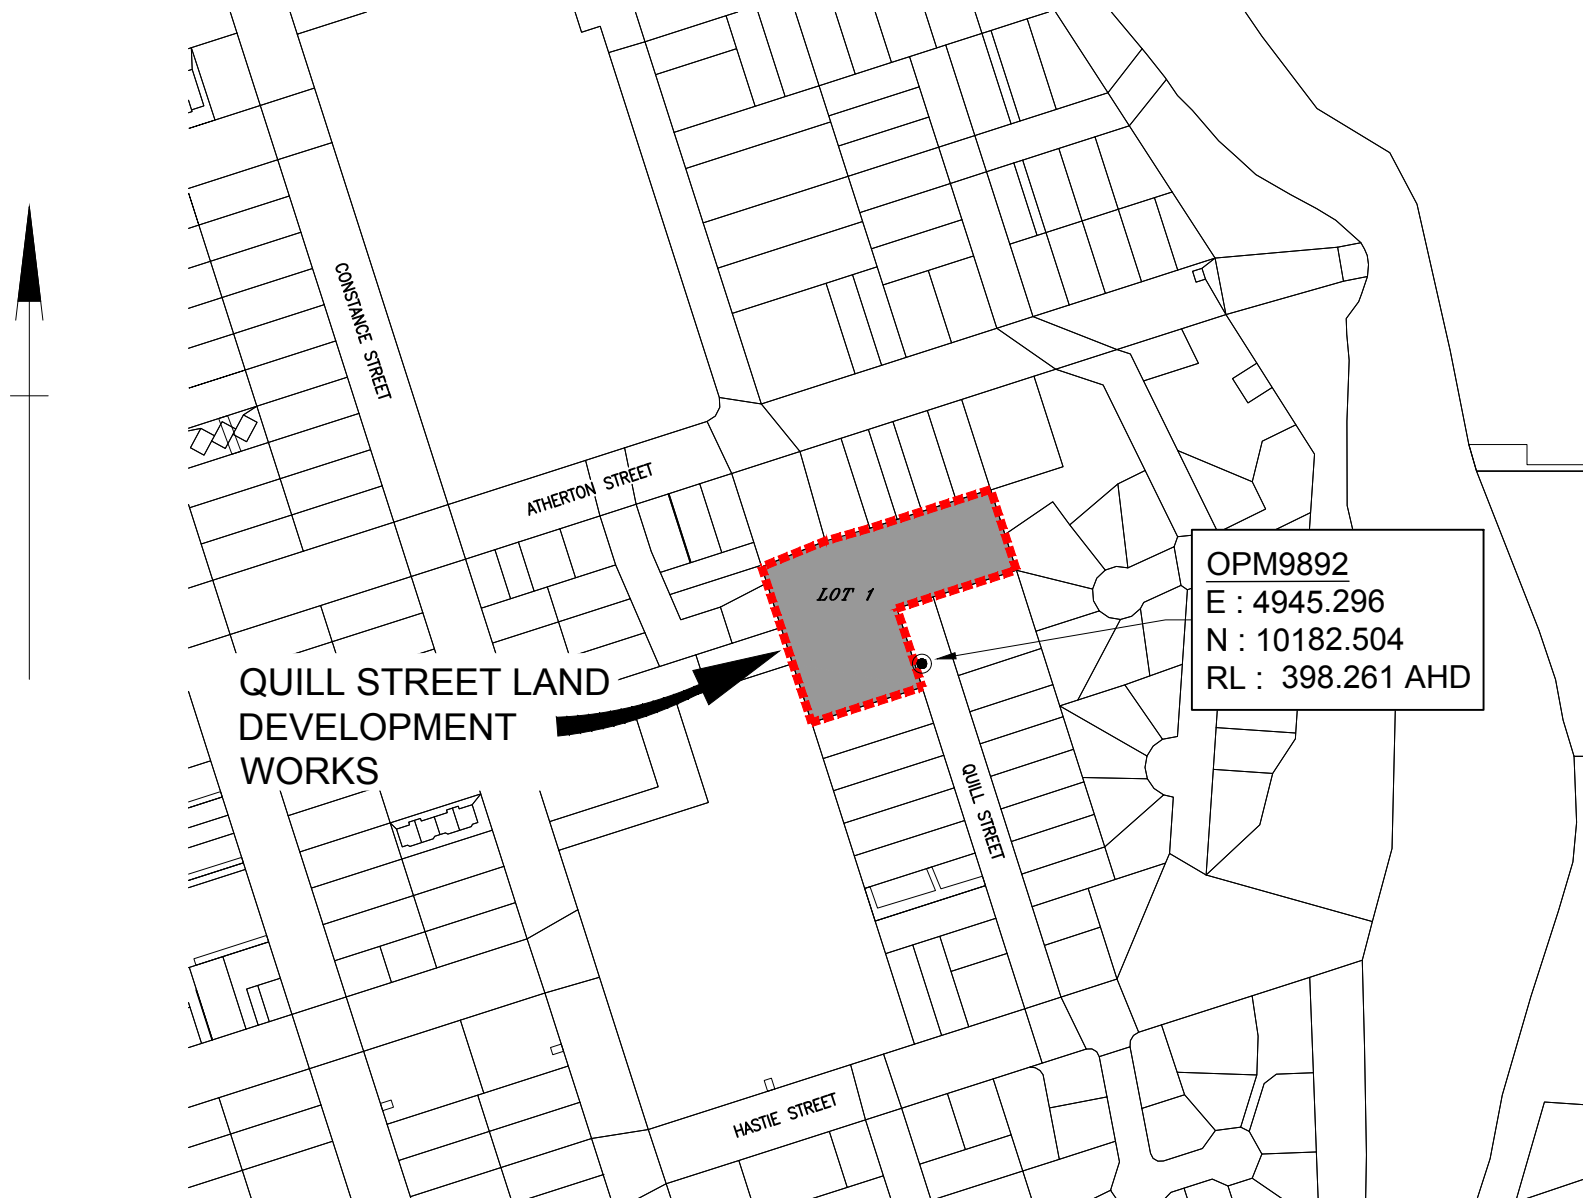 CONSTANCE STREET
ATHERTON STREET
LOT 1
OPM9892
E : 4945.296
N : 10182.504
RL : 398.261 AHD
QUILL STREET LAND
DEVELOPMENT
WORKS
QUILL STREET
HASTIE STREET